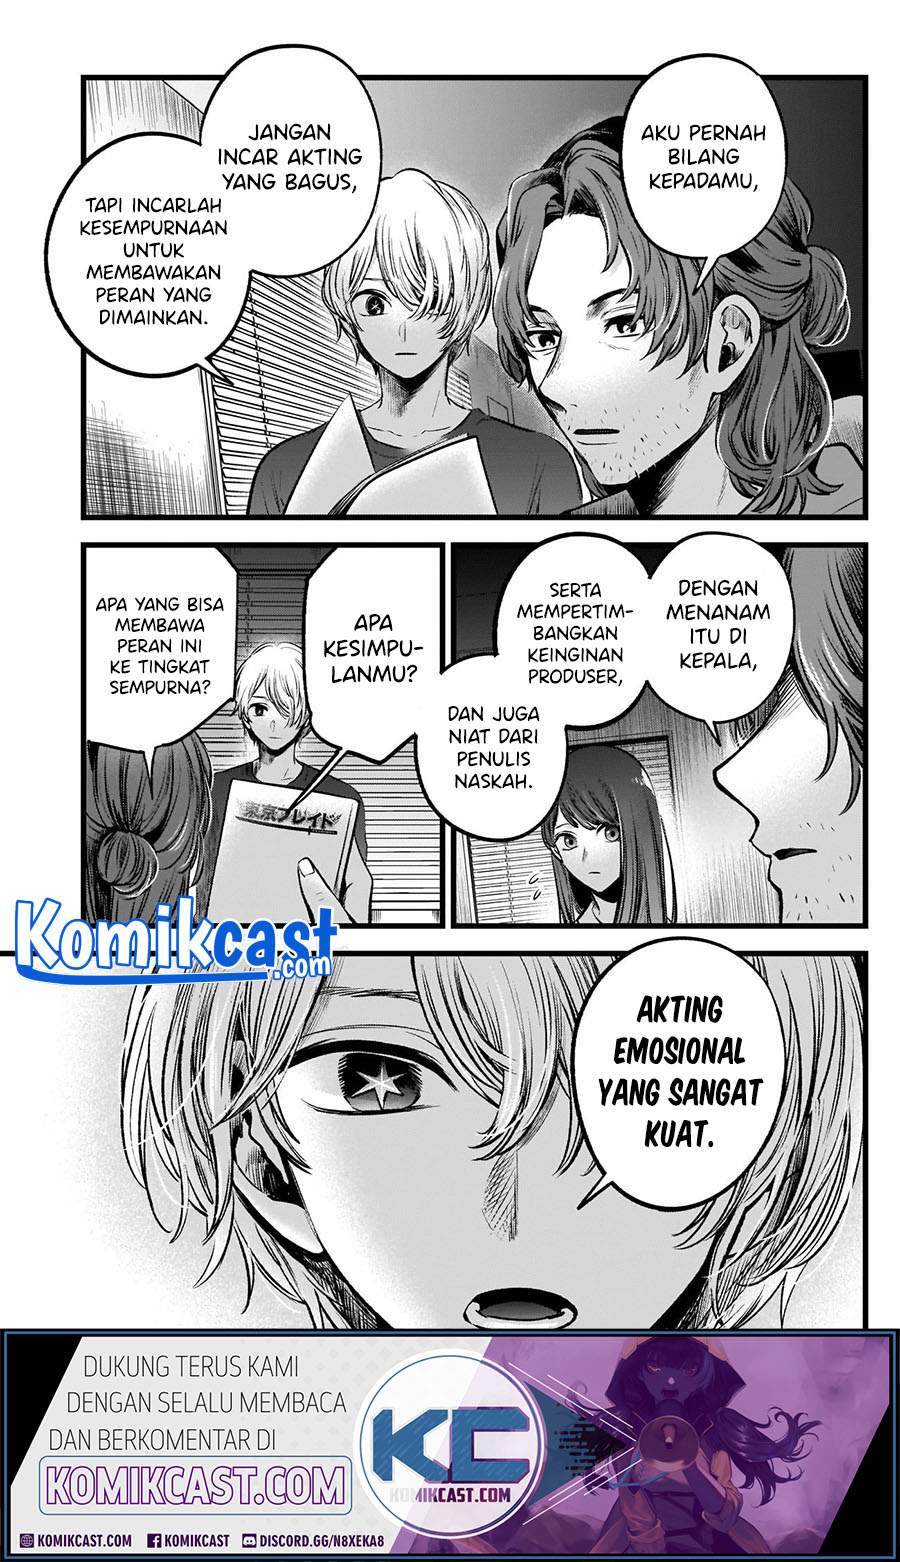 AKU PERNAH
BILANG
KEPADAMU,
JANGAN
INCAR AKTING
YANG BAGUS,
TAPI INCARLAH
KESEMPURNAAN
UNTUK
MEMBAWAKAN
PERAN YANG
DIMAINKAN.
DENGAN
MENANAM
ITU DI
KEPALA,
SERTA
MEMPERTIM-
BANGKAN
KEINGINAN
PRODUSER,
DAN JUGA
NIAT DARI
PENULIS
NASKAH.
APA
KESIMPU-
LANMU?
APA YANG BISA
MEMBAWA
PERAN INI
KE TINGKAT
SEMPURNA?
東京ブレイド
Komikcast
.com
AKTING
EMOSIONAL
YANG SANGAT
KUAT.
DUKUNG TERUS KAMI
DENGAN SELALU MEMBACA
DAN BERKOMENTAR DI
KOMIKCAST.COM
KC
KOMIKCAST.COM
KOMIKCAST.COM KOMIKCAST DISCORD.GG/N8XEKA8